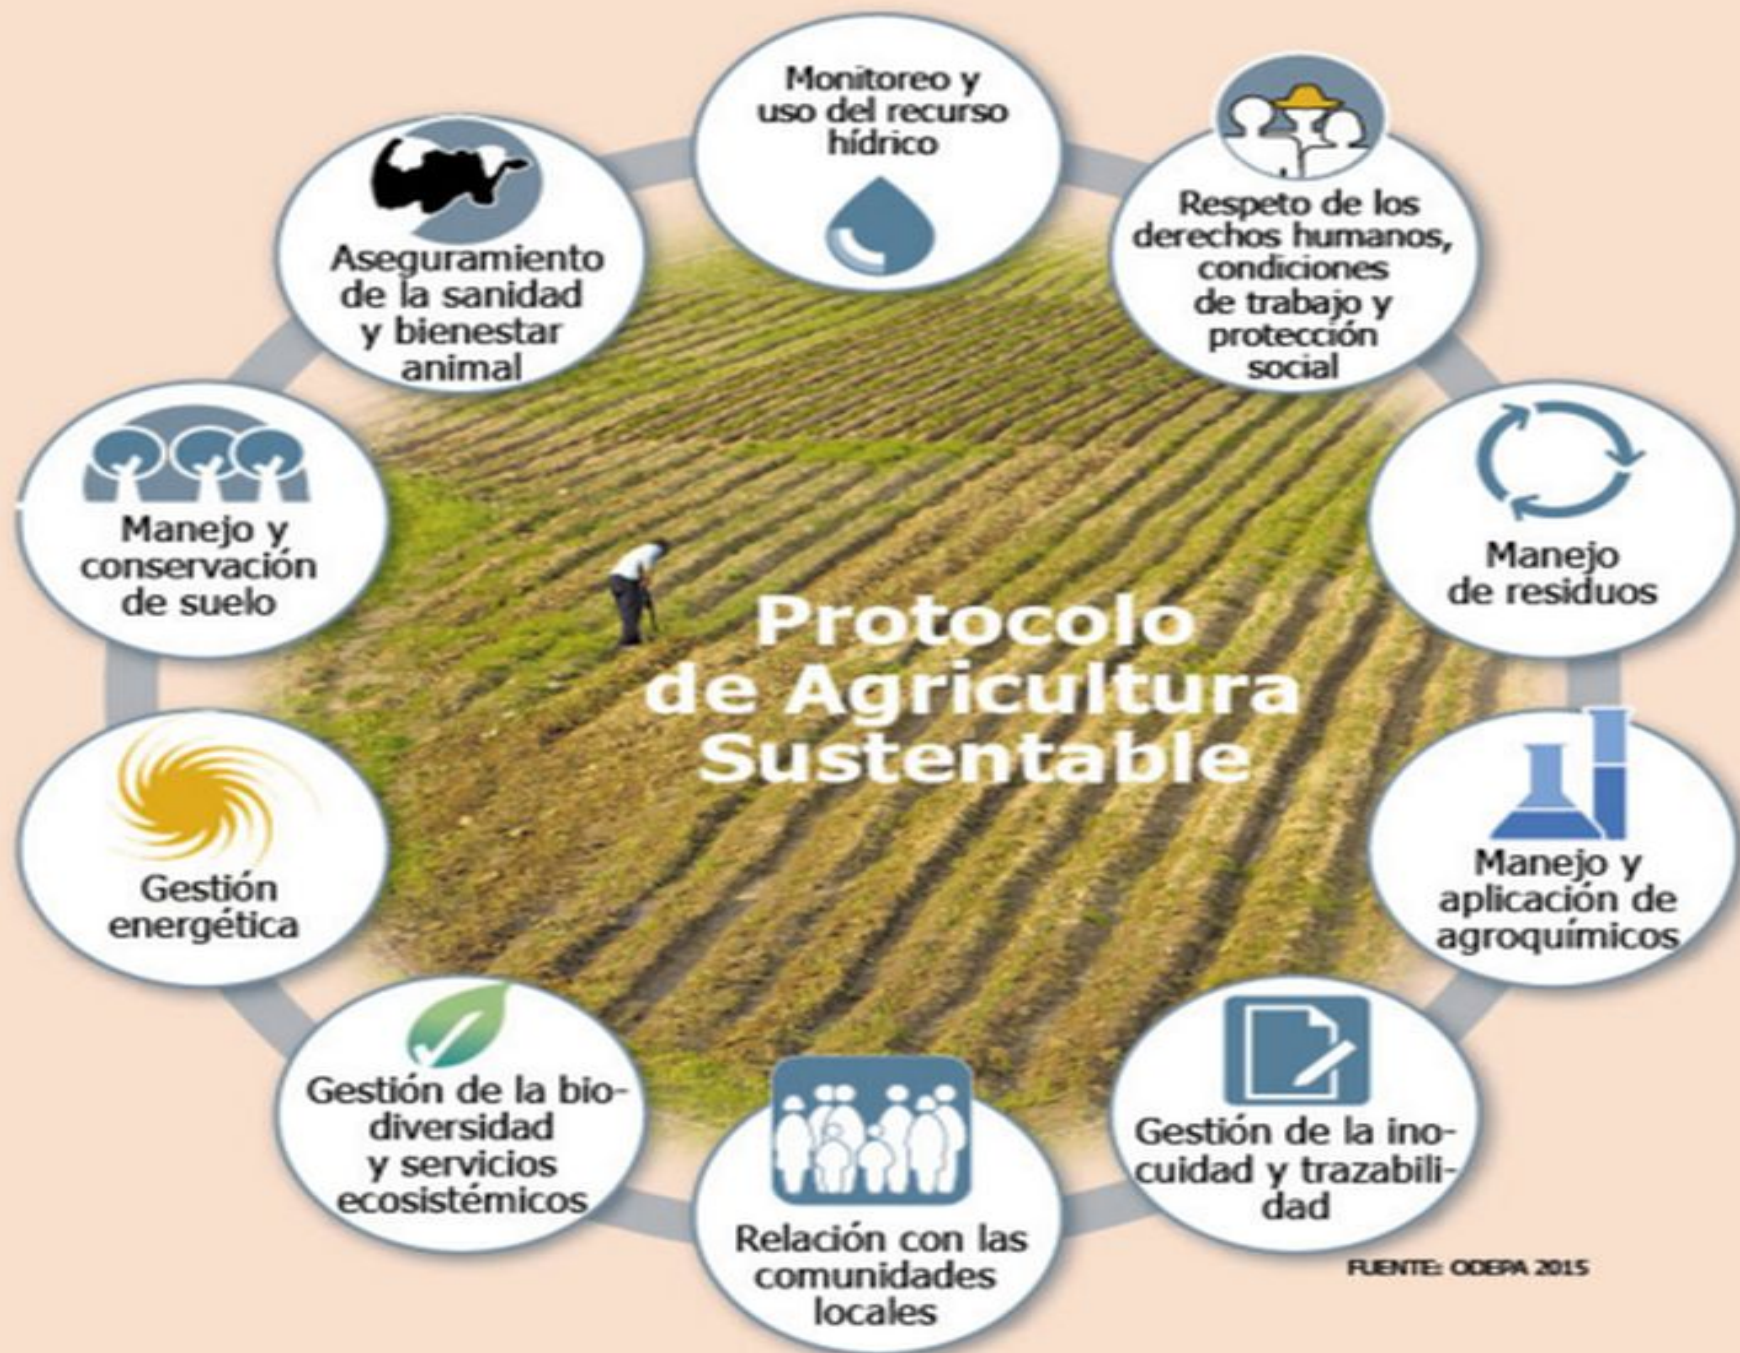 Monitoreo y
uso del recurso
hídrico
Respeto de los
derechos humanos,
condiciones
de trabajo y
protección
social
Manejo
de residuos
Manejo y
aplicación de
agroquímicos
Gestión de la ino-
cuidad y trazabili-
dad
Relación con las
comunidades
locales
Gestión de la bio-
diversidad
y servicios
ecosistémicos
Gestión
energética
Manejo y
conservación
de suelo
Aseguramiento
de la sanidad
y bienestar
animal
Protocolo
de Agricultura
Sustentable
FUENTE: ODEPA 2015